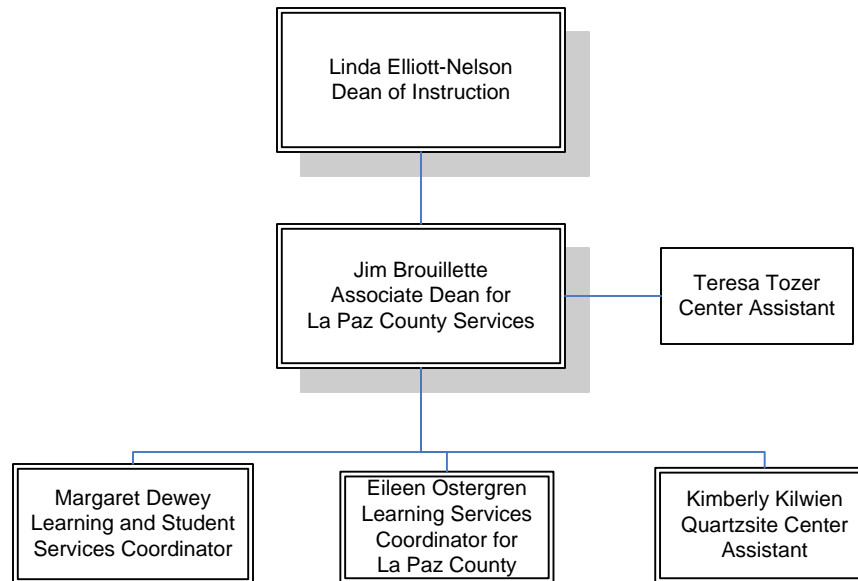 Linda Elliott-Nelson
Dean of Instruction
Jim Brouillette
Associate Dean for
La Paz County Services
Teresa Tozer
Center Assistant
Margaret Dewey
Learning and Student
Services Coordinator
Eileen Ostergren
Learning Services
Coordinator for
La Paz County
Kimberly Kilwien
Quartzsite Center
Assistant